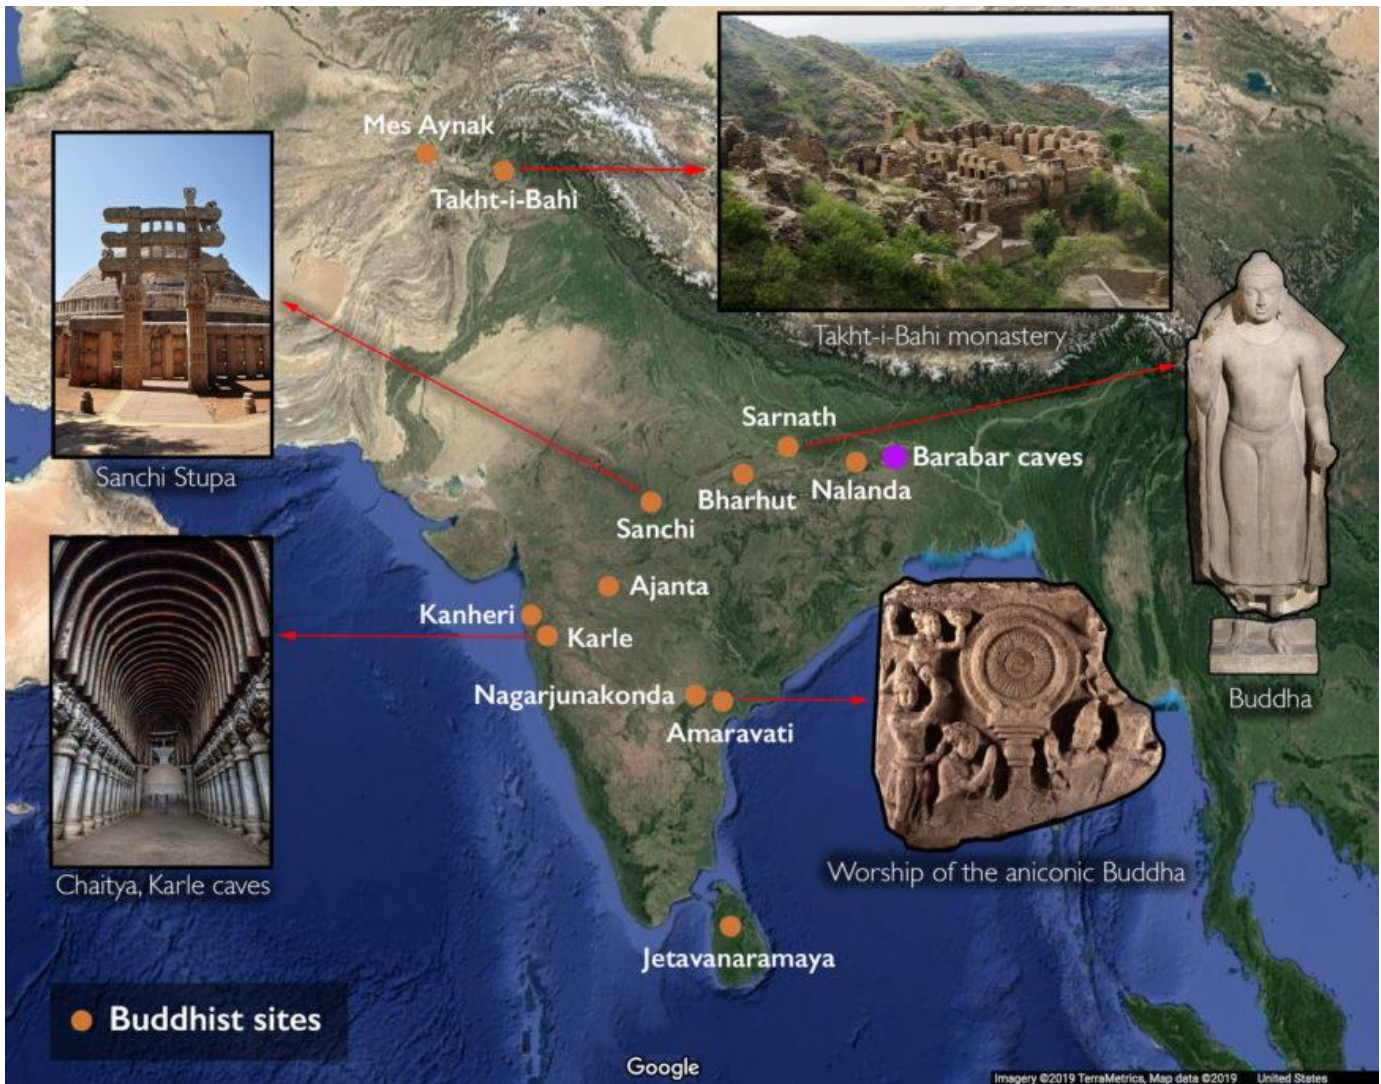 Mes Aynak
Takht-i-Bahi
Takht-i-Bahi monastery
Sanchi Stupa
Sarnath
Barabar caves
Bharhut
Nalanda
Sanchi
Ajanta
Kanheri
Karle
Nagarjunakonda
Amaravati
Buddha
Chaitya, Karle caves
Worship of the aniconic Buddha
Jetavanaramaya
Buddhist sites
Google
Imagery ©2019 TerraMetrics, Map data ©2019 United States